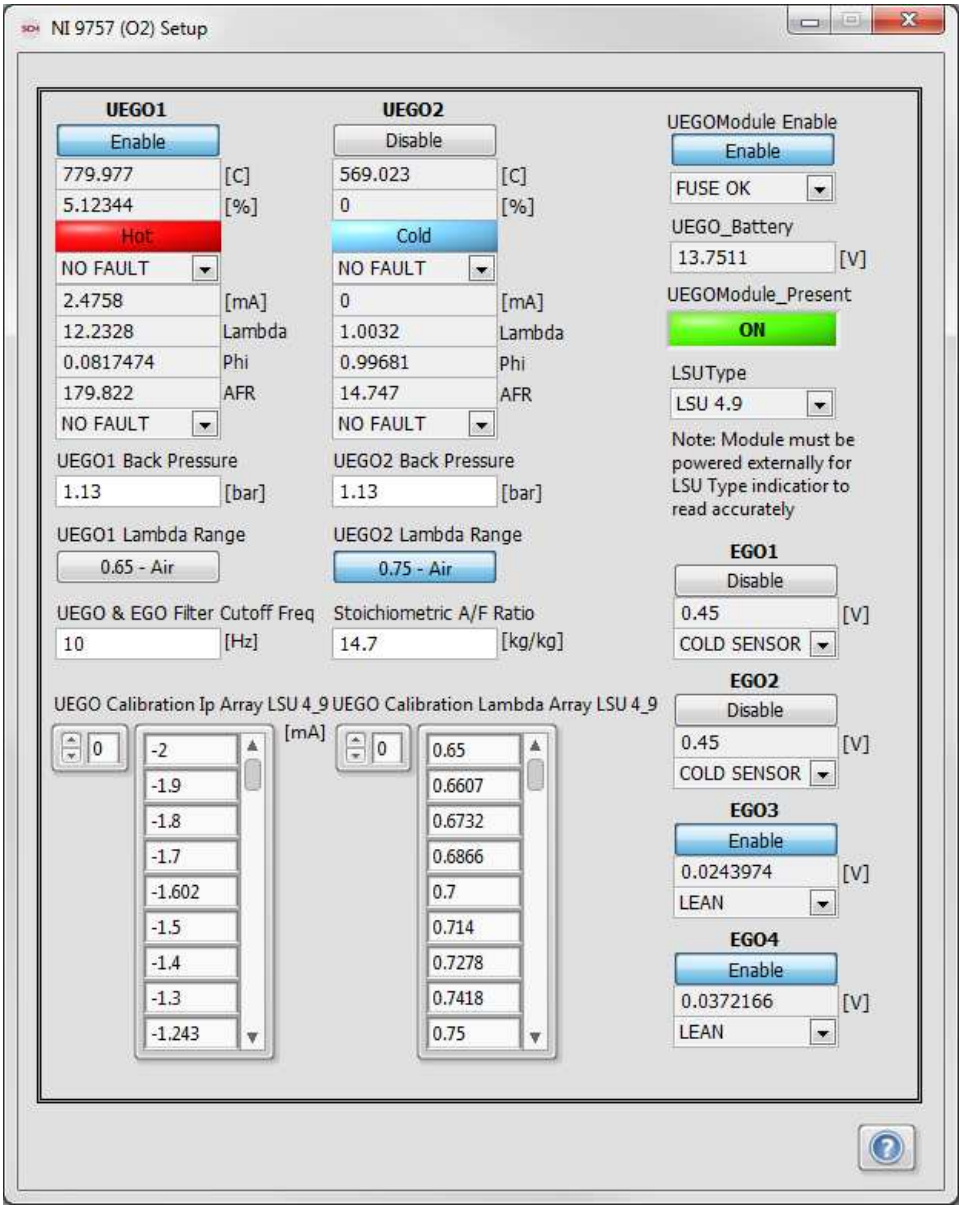 NI 9757 (O2) Setup
UEGO1
Enable
779.977 [C]
5.12344 [%]
Hot
NO FAULT
2.4758 [mA]
12.2328 Lambda
0.0817474 Phi
179.822 AFR
NO FAULT
UEGO1 Back Pressure
1.13 [bar]
UEGO1 Lambda Range
0.65 - Air
UEGO & EGO Filter Cutoff Freq
10 [Hz]
UEGO2
Disable
569.023 [C]
0 [%]
Cold
NO FAULT
0 [mA]
1.0032 Lambda
0.99681 Phi
14.747 AFR
NO FAULT
UEGO2 Back Pressure
1.13 [bar]
UEGO2 Lambda Range
0.75 - Air
Stoichiometric A/F Ratio
14.7 [kg/kg]
UEGO Calibration Ip Array LSU 4_9
[mA]
0
-2
-1.9
-1.8
-1.7
-1.602
-1.5
-1.4
-1.3
-1.243
UEGO Calibration Lambda Array LSU 4_9
0
0.65
0.6607
0.6732
0.6866
0.7
0.714
0.7278
0.7418
0.75
UEGOModule Enable
Enable
FUSE OK
UEGO_Battery
13.7511 [V]
UEGOModule_Present
ON
LSUType
LSU 4.9
Note: Module must be
powered externally for
LSU Type indicatior to
read accurately
EGO1
Disable
0.45 [V]
COLD SENSOR
EGO2
Disable
0.45 [V]
COLD SENSOR
EGO3
Enable
0.0243974 [V]
LEAN
EGO4
Enable
0.0372166 [V]
LEAN
?